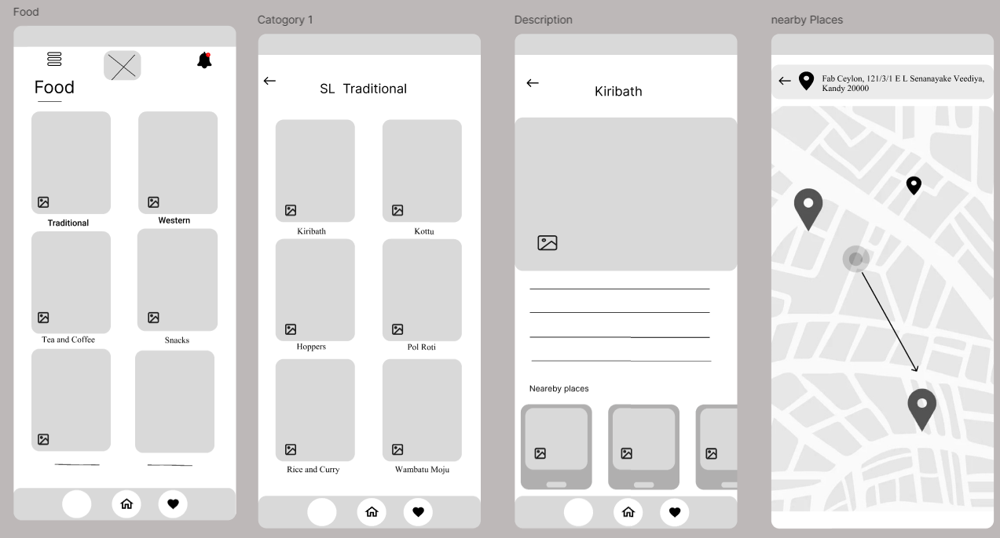 Food
Food
Traditional
Western
Tea and Coffee
Snacks
Catogory 1
SL Traditional
Kiribath
Kottu
Hoppers
Pol Roti
Rice and Curry
Wambatu Moju
Description
Kiribath
Neareby places
nearby Places
Fab Ceylon, 121/3/1 E L Senanayake Veediya,
Kandy 20000